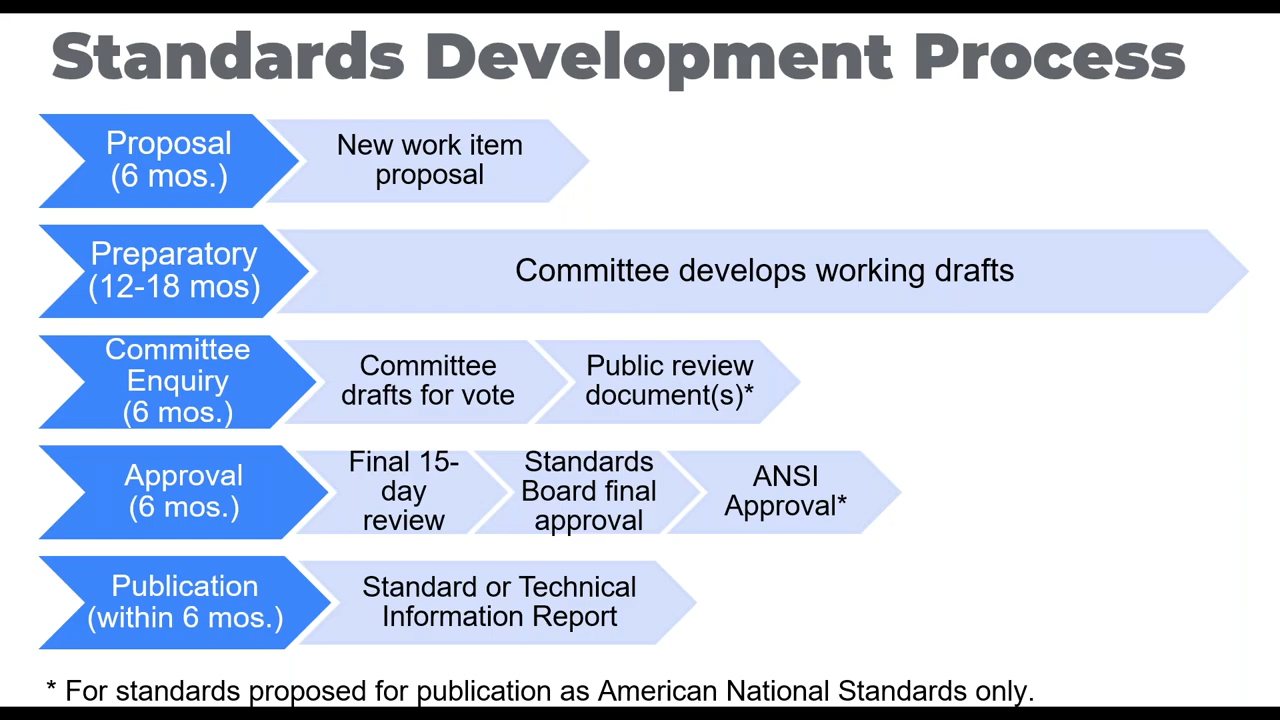 Standards Development Process
Proposal
(6 mos.)
New work item
proposal
Preparatory
(12-18 mos)
Committee develops working drafts
Committee
Enquiry
(6 mos.)
Committee
drafts for vote
Public review
document(s)*
Approval
(6 mos.)
Final 15-
day
review
Standards
Board final
approval
ANSI
Approval*
Publication
(within 6 mos.)
Standard or Technical
Information Report
* For standards proposed for publication as American National Standards only.